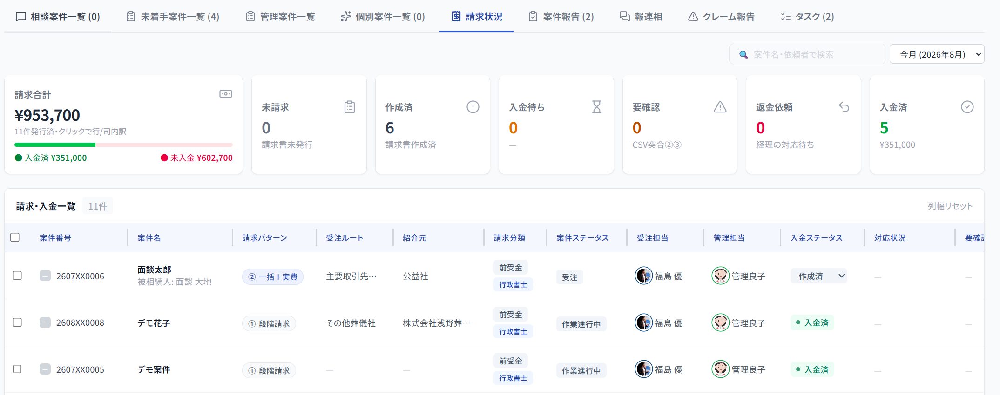 相談案件一覧 (0)
未着手案件一覧 (4)
管理案件一覧
個別案件一覧 (0)
請求状況
案件報告 (2)
報連相
クレーム報告
タスク (2)
案件名・依頼者で検索
今月 (2026年8月)
請求合計
¥953,700
11件発行済・クリックで行/司内訳
入金済 ¥351,000
未入金 ¥602,700
未請求
0
請求書未発行
作成済
6
請求書作成済
入金待ち
0
—
要確認
0
CSV突合②③
返金依頼
0
経理の対応待ち
入金済
5
¥351,000
請求・入金一覧 11件
列幅リセット
案件番号 案件名 請求パターン 受注ルート 紹介元 請求分類 案件ステータス 受注担当 管理担当 入金ステータス 対応状況 要確
2607XX0006
面談太郎
被相続人: 面談 大地
② 一括＋実費
主要取引先…
公益社
前受金
行政書士
受注
福島 優
管理良子
作成済
—
—
2608XX0008
デモ花子
① 段階請求
その他葬儀社
株式会社浅野葬…
前受金
行政書士
作業進行中
福島 優
管理良子
入金済
—
—
2607XX0005
デモ案件
① 段階請求
—
—
前受金
行政書士
作業進行中
福島 優
管理良子
入金済
—
—